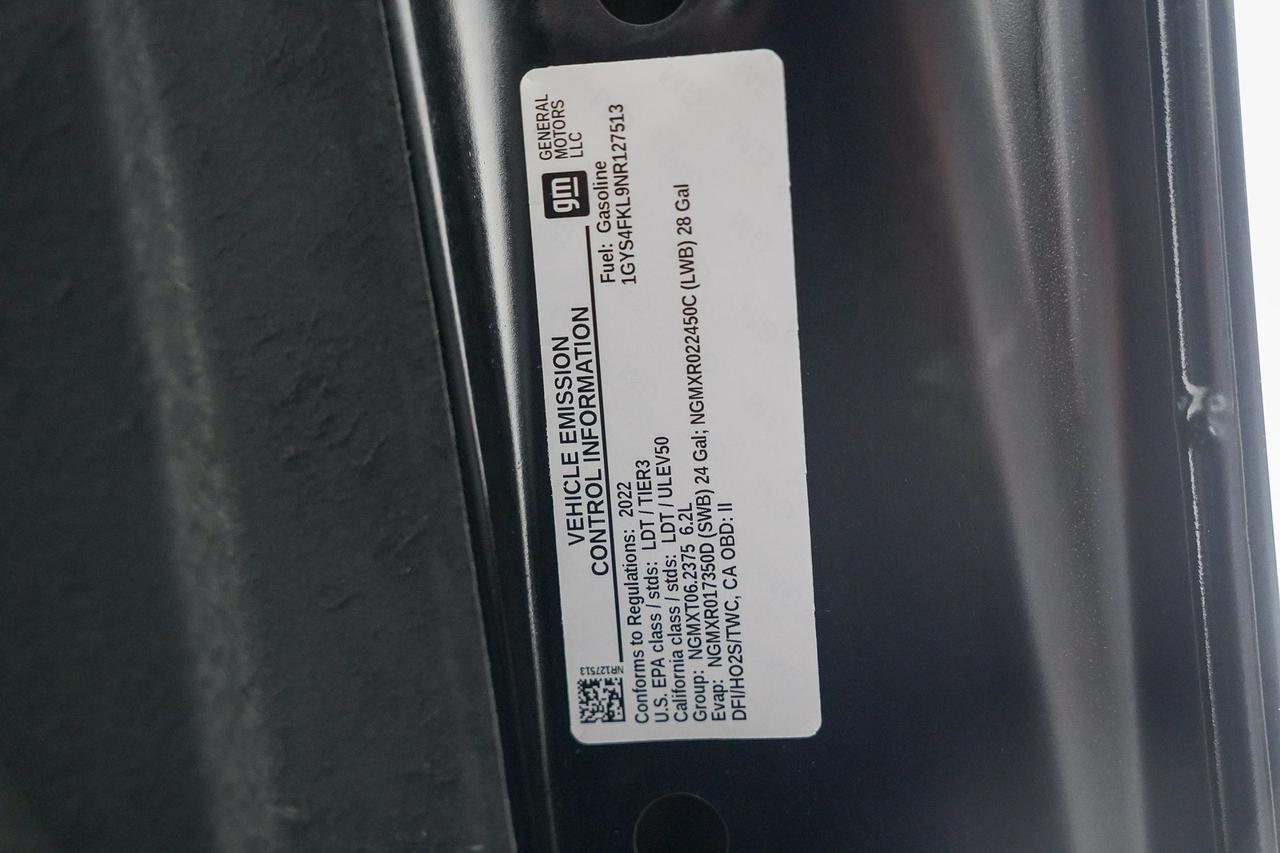 VEHICLE EMISSION
CONTROL INFORMATION
gm
GENERAL
MOTORS
LLC
NR127513
Fuel: Gasoline
1GYS4FKL9NR127513
Conforms to Regulations: 2022
U.S. EPA class / stds: LDT / TIER3
California class / stds: LDT / ULEV50
Group: NGMXT06.2375 6.2L
Evap: NGMXR017350D (SWB) 24 Gal; NGMXR022450C (LWB) 28 Gal
DFI/HO2S/TWC, CA OBD: II